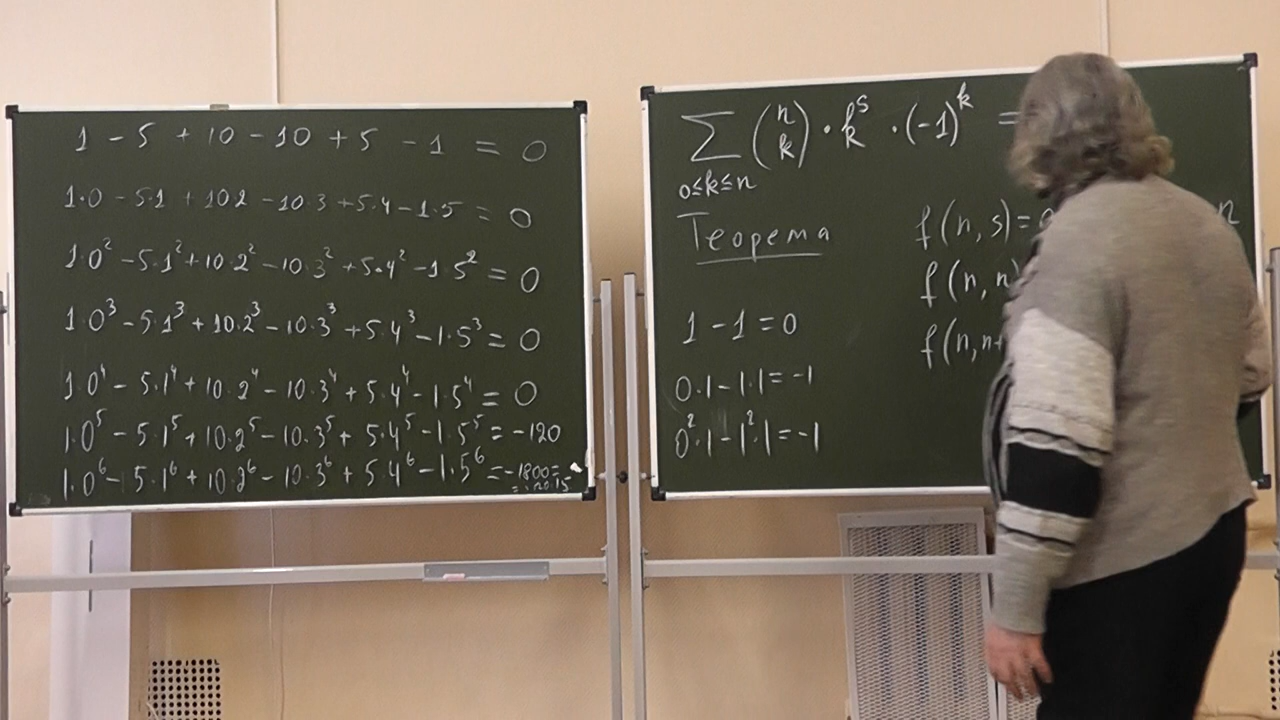 1 - 5 + 10 - 10 + 5 - 1 = 0
1·0 - 5·1 + 10·2 - 10·3 + 5·4 - 1·5 = 0
1·0² - 5·1² + 10·2² - 10·3² + 5·4² - 1·5² = 0
1·0³ - 5·1³ + 10·2³ - 10·3³ + 5·4³ - 1·5³ = 0
1·0⁴ - 5·1⁴ + 10·2⁴ - 10·3⁴ + 5·4⁴ - 1·5⁴ = 0
1·0⁵ - 5·1⁵ + 10·2⁵ - 10·3⁵ + 5·4⁵ - 1·5⁵ = -120
1·0⁶ - 5·1⁶ + 10·2⁶ - 10·3⁶ + 5·4⁶ - 1·5⁶ = -1800 =
∑ (n k) · kˢ · (-1)ᵏ =
0≤k≤n
Теорема
f(n, s) =
n
f(n, n)
f(n, n+
1 - 1 = 0
0·1 - 1·1 = -1
0²·1 - 1²·1 = -1